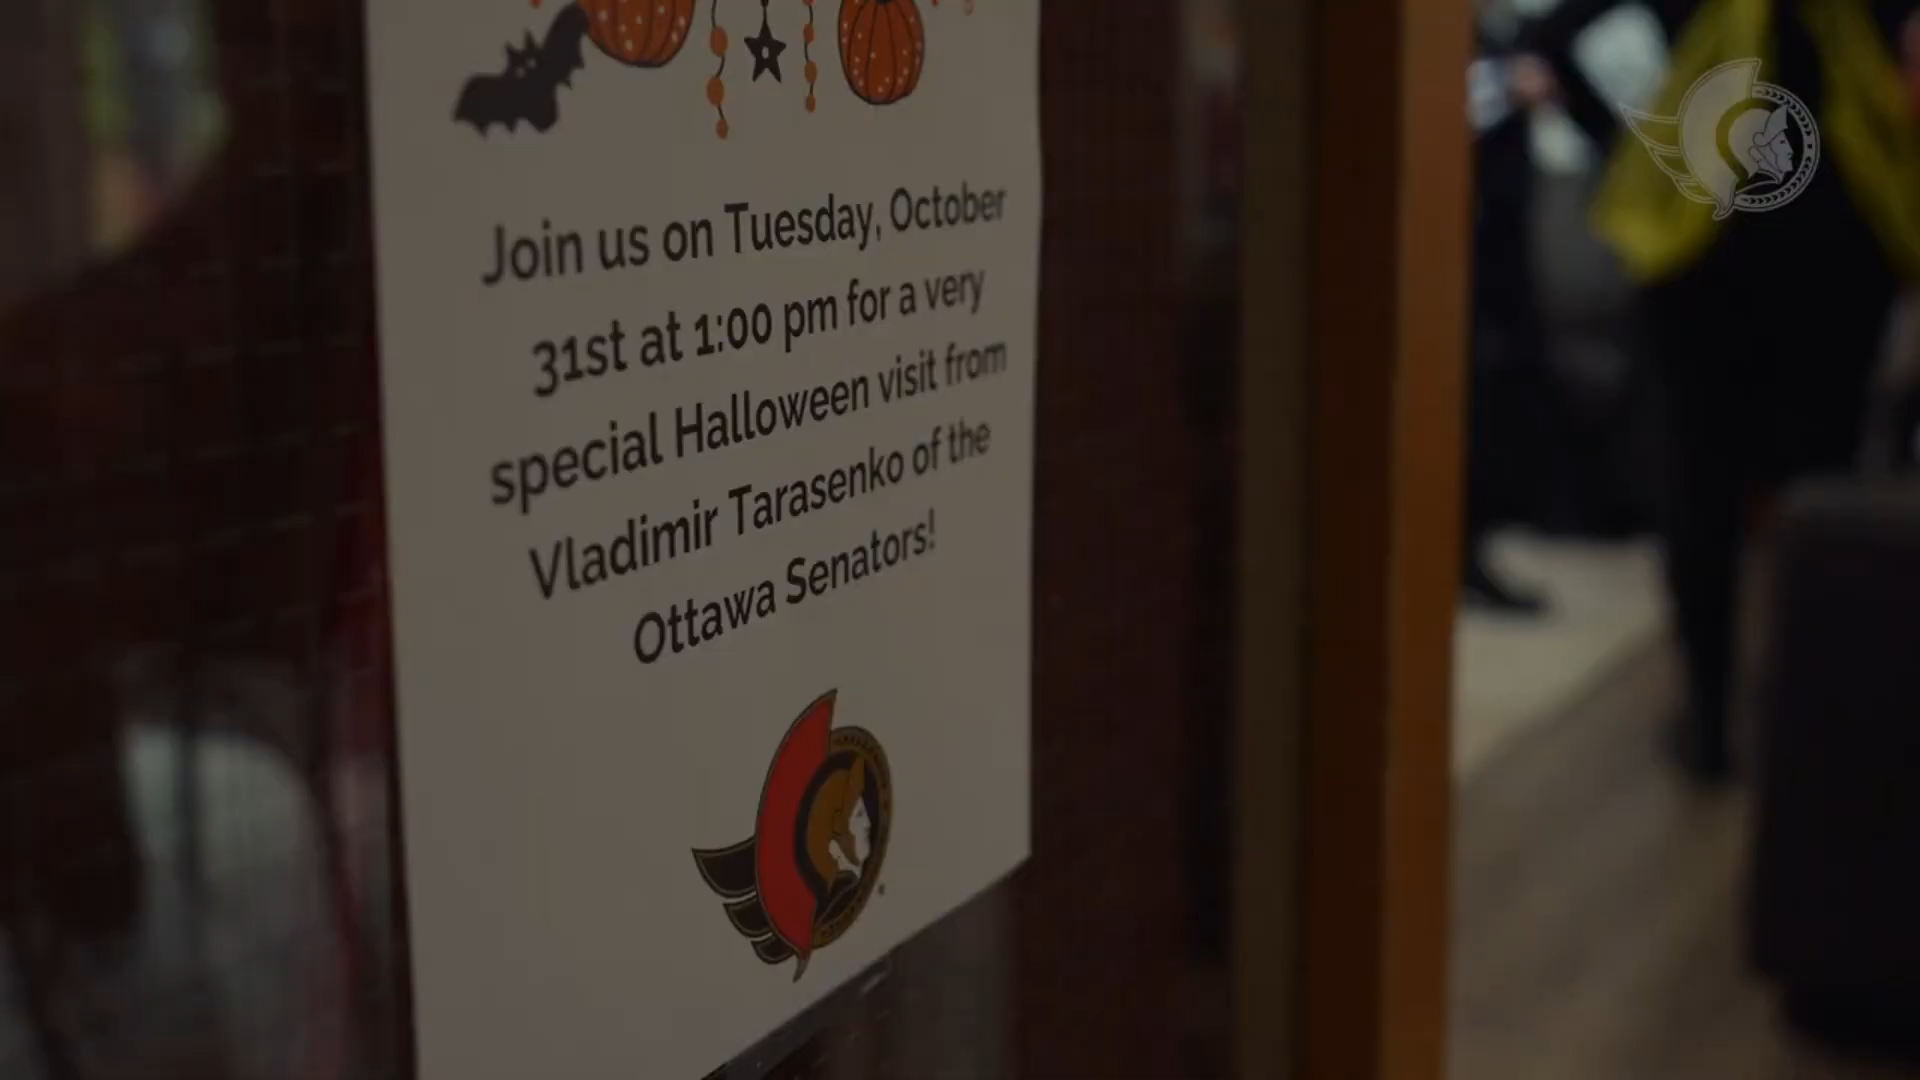 Join us on Tuesday, October
31st at 1:00 pm for a very
special Halloween visit from
Vladimir Tarasenko of the
Ottawa Senators!